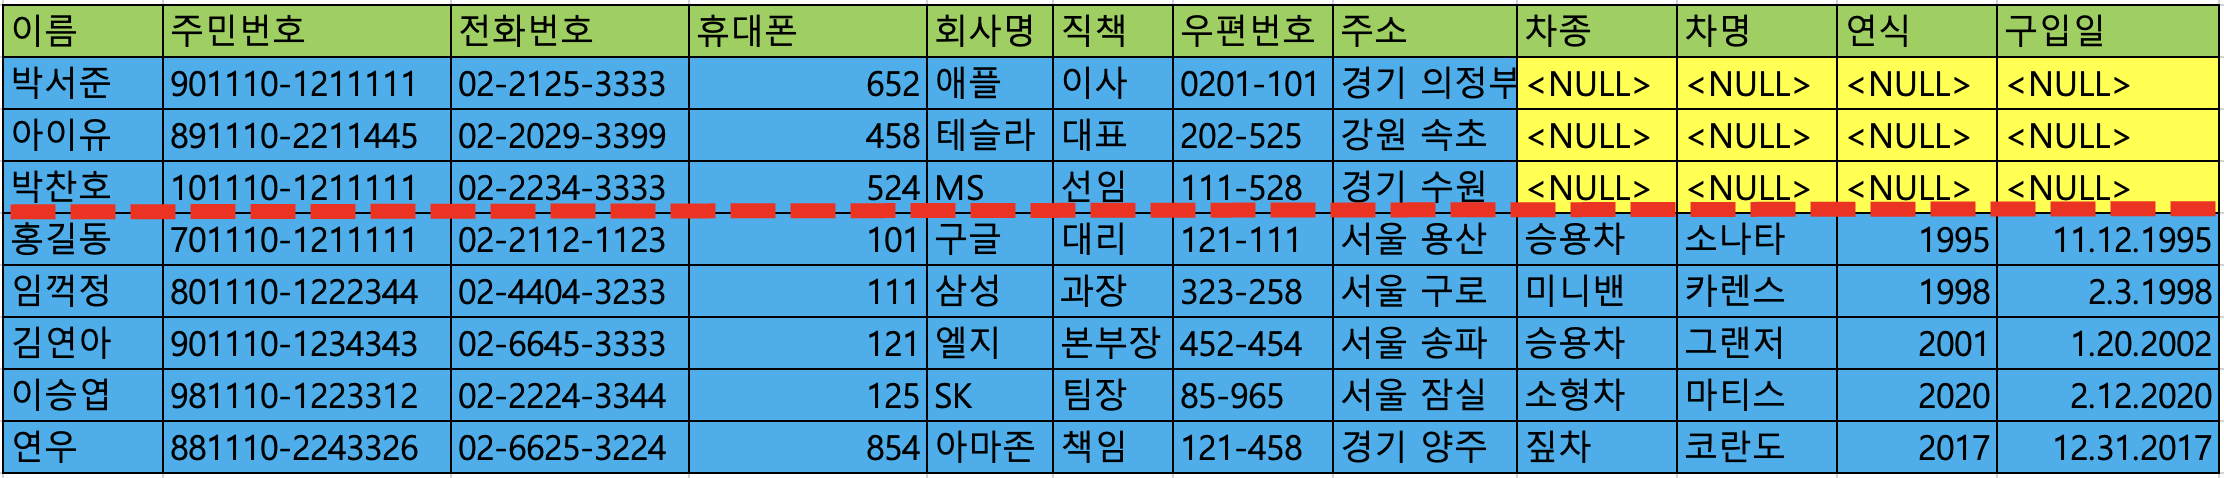 이름 주민번호 전화번호 휴대폰 회사명 직책 우편번호 주소 차종 차명 연식 구입일
박서준 901110-1211111 02-2125-3333 652 애플 이사 0201-101 경기 의정부 <NULL> <NULL> <NULL> <NULL>
아이유 891110-2211445 02-2029-3399 458 테슬라 대표 202-525 강원 속초 <NULL> <NULL> <NULL> <NULL>
박찬호 101110-1211111 02-2234-3333 524 MS 선임 111-528 경기 수원 <NULL> <NULL> <NULL> <NULL>
홍길동 701110-1211111 02-2112-1123 101 구글 대리 121-111 서울 용산 승용차 소나타 1995 11.12.1995
임꺽정 801110-1222344 02-4404-3233 111 삼성 과장 323-258 서울 구로 미니밴 카렌스 1998 2.3.1998
김연아 901110-1234343 02-6645-3333 121 엘지 본부장 452-454 서울 송파 승용차 그랜저 2001 1.20.2002
이승엽 981110-1223312 02-2224-3344 125 SK 팀장 85-965 서울 잠실 소형차 마티스 2020 2.12.2020
연우 881110-2243326 02-6625-3224 854 아마존 책임 121-458 경기 양주 짚차 코란도 2017 12.31.2017